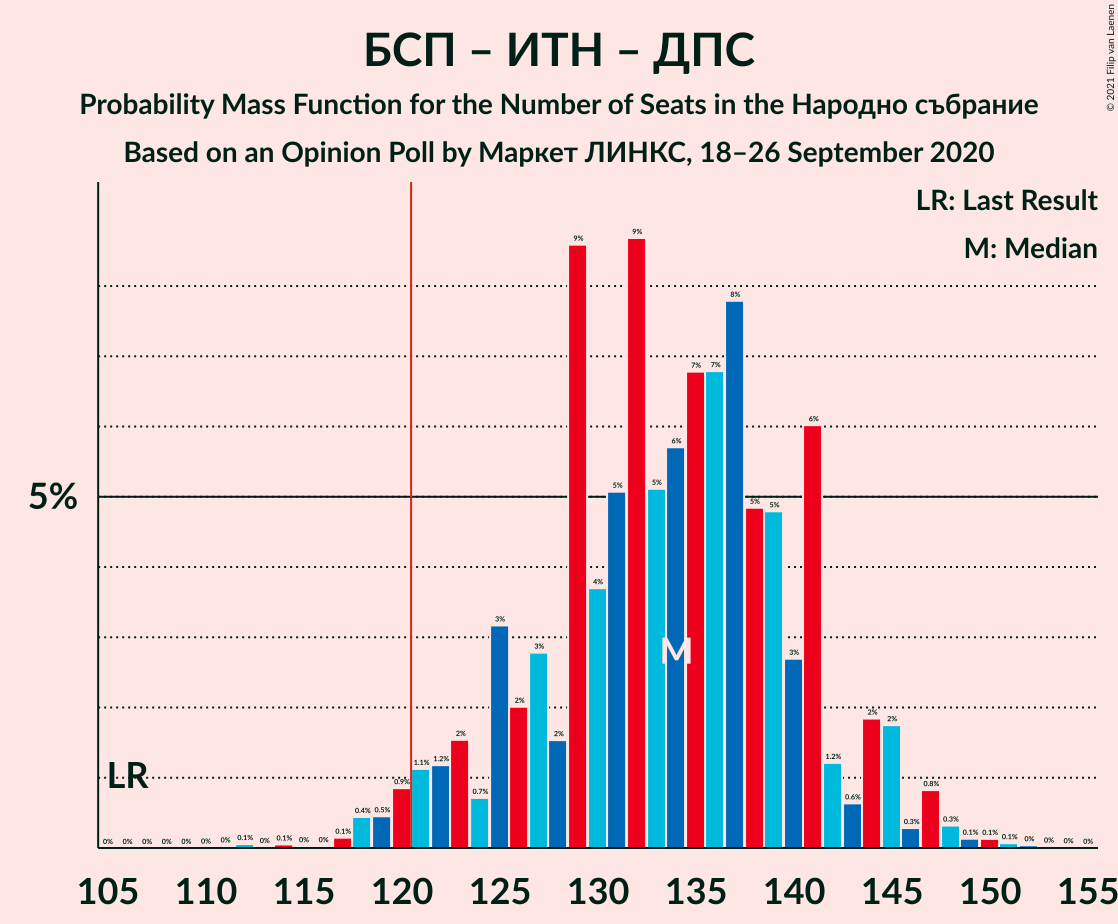 БСП – ИТН – ДПС
Probability Mass Function for the Number of Seats in the Народно събрание
Based on an Opinion Poll by Маркет ЛИНКС, 18–26 September 2020
© 2021 Filip van Laenen
LR: Last Result
M: Median
5%
LR
M
0% 0% 0% 0% 0% 0% 0% 0.1% 0% 0.1% 0% 0% 0.1% 0.4% 0.5% 0.9% 1.1% 1.2% 2% 0.7% 3% 2% 3% 2% 9% 4% 5% 9% 5% 6% 7% 7% 8% 5% 5% 3% 6% 1.2% 0.6% 2% 2% 0.3% 0.8% 0.3% 0.1% 0.1% 0.1% 0% 0% 0% 0%
105 110 115 120 125 130 135 140 145 150 155